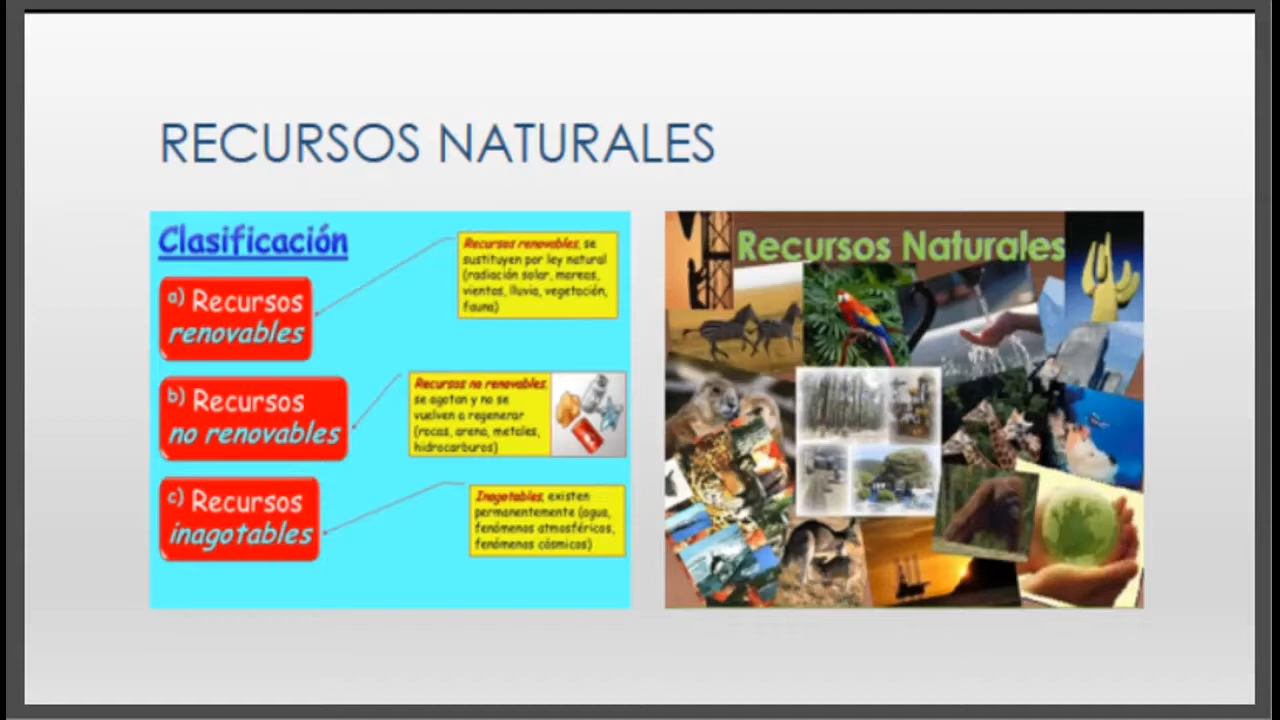 RECURSOS NATURALES
Clasificación
a) Recursos
renovables
Recursos renovables, se
sustituyen por ley natural
(radiación solar, mareas,
vientos, lluvia, vegetación,
fauna)
b) Recursos
no renovables
Recursos no renovables,
se agotan y no se
vuelven a regenerar
(rocas, arena, metales,
hidrocarburos)
c) Recursos
inagotables
Inagotables, existen
permanentemente (agua,
fenómenos atmosféricos,
fenómenos cósmicos)
Recursos Naturales